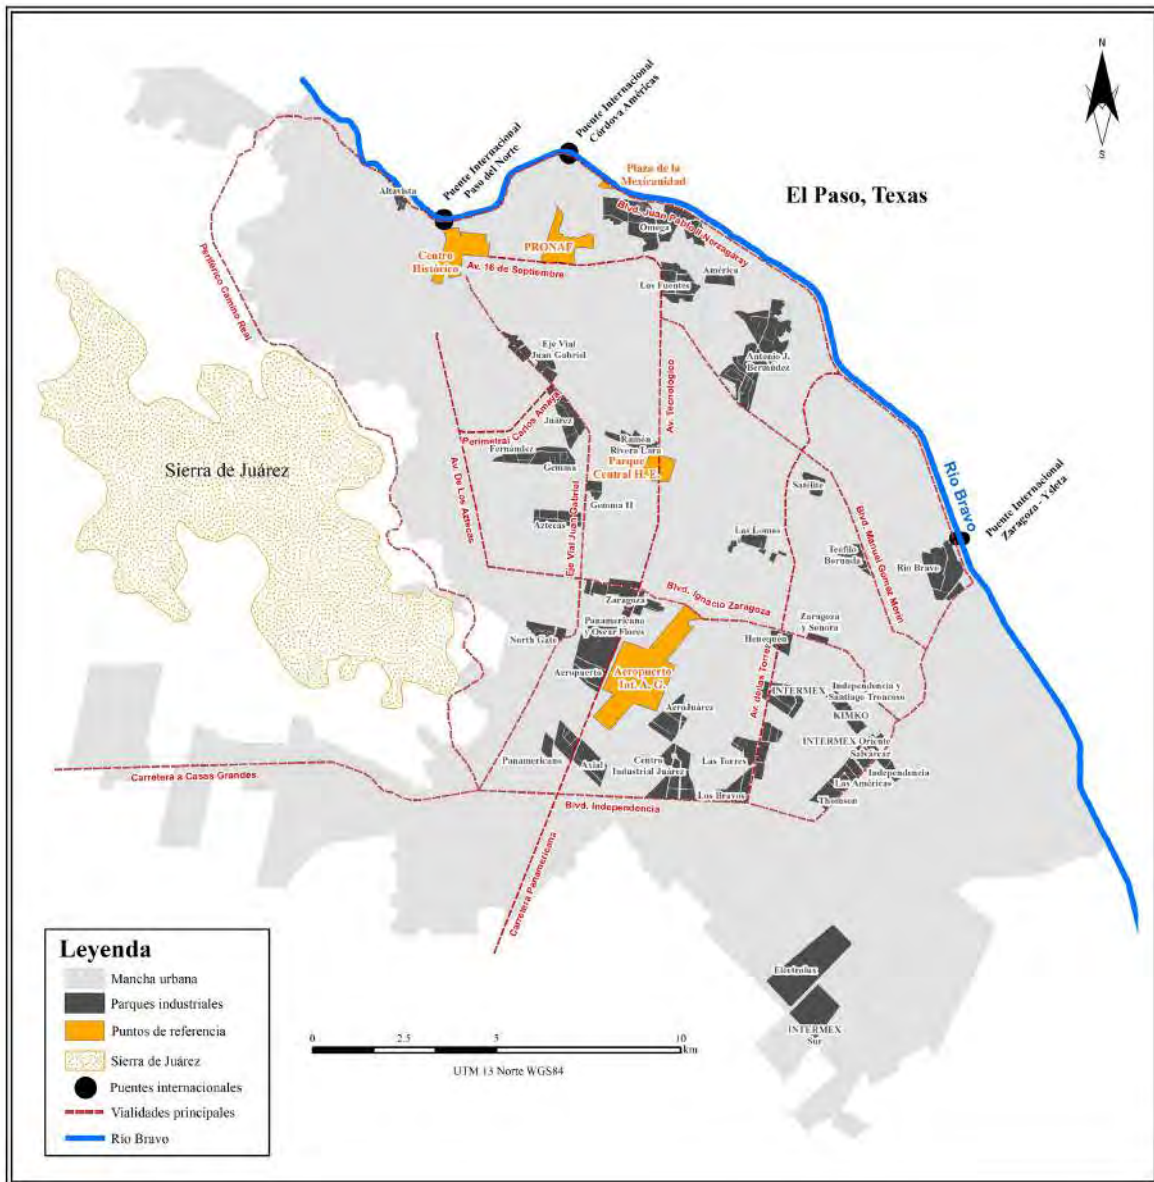 N
S
Puente Internacional
Córdova Américas
Puente Internacional
Paso del Norte
Plaza de la
Mexicanidad
El Paso, Texas
Altavista
Blvd. Juan Pablo II Norzagaray
Omega
Centro
Histórico
PRONAF
Av. 16 de Septiembre
Periférico Camino Real
Los Fuentes
América
Eje Vial
Juan Gabriel
Antonio J.
Bermúdez
Av. Tecnológico
Perimetral Carlos Amaya
Juárez
Sierra de Juárez
Fernández
Gemma
Ramón
Rivera Lara
Parque
Central H. E.
Av. De Los Aztecas
Eje Vial Juan Gabriel
Gemma II
Aztecas
Satélite
Río Bravo
Puente Internacional
Zaragoza - Ysleta
Las Lomas
Blvd. Manuel Gómez Morín
Teófilo
Borunda
Río Bravo
Blvd. Ignacio Zaragoza
Zaragoza
Panamericano
y Oscar Flores
North Gate
Zaragoza
y Sonora
Henequén
Aeropuerto
Aeropuerto
Int. A. G.
Av. de las Torres
INTERMEX
Independencia y
Santiago Troncoso
AeroJuárez
KIMKO
INTERMEX Oriente
Salvárcar
Panamericano
Axial
Centro
Industrial Juárez
Las Torres
Independencia
Las Américas
Carretera a Casas Grandes
Los Bravos
Thomson
Blvd. Independencia
Carretera Panamericana
Electrolux
INTERMEX
Sur
Leyenda
Mancha urbana
Parques industriales
Puntos de referencia
Sierra de Juárez
Puentes internacionales
Vialidades principales
Río Bravo
0 2.5 5 10
km
UTM 13 Norte WGS84